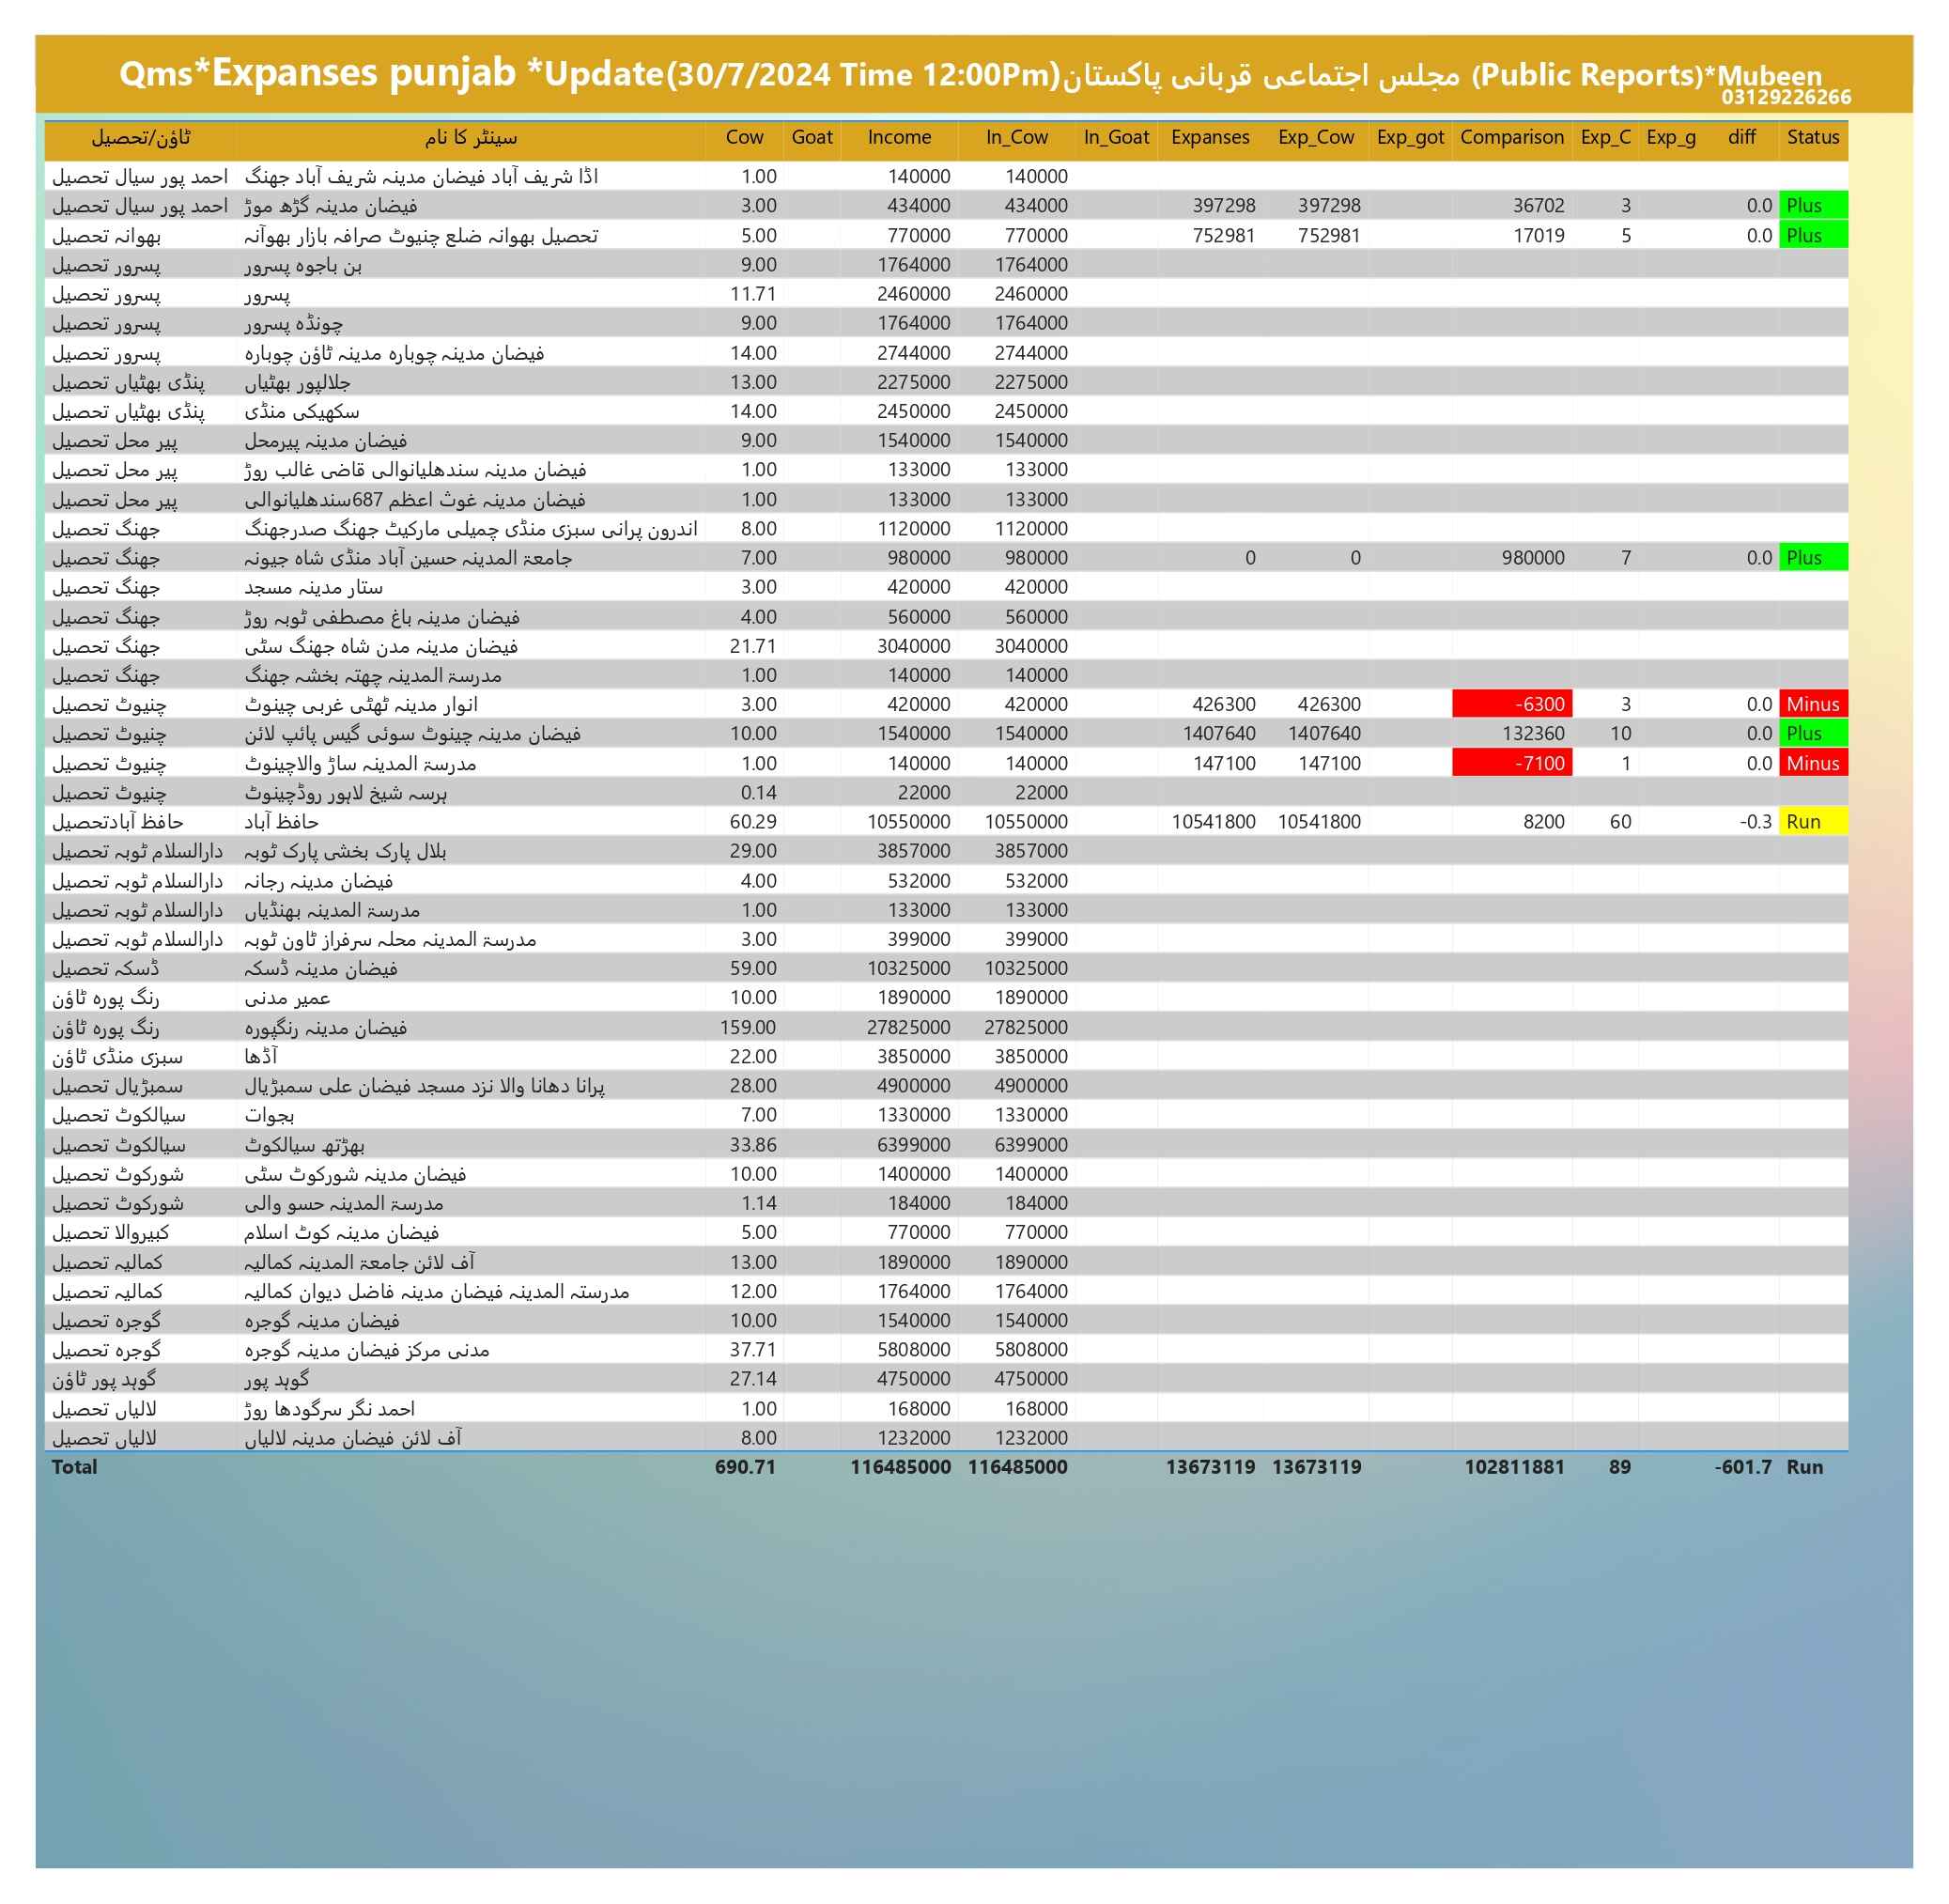 Qms*Expanses punjab *Update(30/7/2024 Time 12:00Pm)مجلس اجتماعی قربانی پاکستان (Public Reports)*Mubeen
03129226266
ٹاؤن/تحصیل سینٹر کا نام Cow Goat Income In_Cow In_Goat Expanses Exp_Cow Exp_got Comparison Exp_C Exp_g diff Status
احمد پور سیال تحصیل اڈا شریف آباد فیضان مدینہ شریف آباد جھنگ 1.00 140000 140000
احمد پور سیال تحصیل فیضان مدینہ گڑھ موڑ 3.00 434000 434000 397298 397298 36702 3 0.0 Plus
بھوانہ تحصیل تحصیل بھوانہ ضلع چنیوٹ صرافہ بازار بھوآنہ 5.00 770000 770000 752981 752981 17019 5 0.0 Plus
پسرور تحصیل بن باجوہ پسرور 9.00 1764000 1764000
پسرور تحصیل پسرور 11.71 2460000 2460000
پسرور تحصیل چونڈہ پسرور 9.00 1764000 1764000
پسرور تحصیل فیضان مدینہ چوبارہ مدینہ ٹاؤن چوبارہ 14.00 2744000 2744000
پنڈی بھٹیاں تحصیل جلالپور بھٹیاں 13.00 2275000 2275000
پنڈی بھٹیاں تحصیل سکھیکی منڈی 14.00 2450000 2450000
پیر محل تحصیل فیضان مدینہ پیرمحل 9.00 1540000 1540000
پیر محل تحصیل فیضان مدینہ سندھلیانوالی قاضی غالب روڑ 1.00 133000 133000
پیر محل تحصیل فیضان مدینہ غوث اعظم 687سندھلیانوالی 1.00 133000 133000
جھنگ تحصیل اندرون پرانی سبزی منڈی چمیلی مارکیٹ جھنگ صدرجھنگ 8.00 1120000 1120000
جھنگ تحصیل جامعۃ المدینہ حسین آباد منڈی شاہ جیونہ 7.00 980000 980000 0 0 980000 7 0.0 Plus
جھنگ تحصیل ستار مدینہ مسجد 3.00 420000 420000
جھنگ تحصیل فیضان مدینہ باغ مصطفی ٹوبہ روڑ 4.00 560000 560000
جھنگ تحصیل فیضان مدینہ مدن شاہ جھنگ سٹی 21.71 3040000 3040000
جھنگ تحصیل مدرسۃ المدینہ چھتہ بخشہ جھنگ 1.00 140000 140000
چنیوٹ تحصیل انوار مدینہ ٹھٹی غربی چینوٹ 3.00 420000 420000 426300 426300 -6300 3 0.0 Minus
چنیوٹ تحصیل فیضان مدینہ چینوٹ سوئی گیس پائپ لائن 10.00 1540000 1540000 1407640 1407640 132360 10 0.0 Plus
چنیوٹ تحصیل مدرسۃ المدینہ ساڑ والاچینوٹ 1.00 140000 140000 147100 147100 -7100 1 0.0 Minus
چنیوٹ تحصیل ہرسہ شیخ لاہور روڈچینوٹ 0.14 22000 22000
حافظ آبادتحصیل حافظ آباد 60.29 10550000 10550000 10541800 10541800 8200 60 -0.3 Run
دارالسلام ٹوبہ تحصیل بلال پارک بخشی پارک ٹوبہ 29.00 3857000 3857000
دارالسلام ٹوبہ تحصیل فیضان مدینہ رجانہ 4.00 532000 532000
دارالسلام ٹوبہ تحصیل مدرسۃ المدینہ بھنڈیاں 1.00 133000 133000
دارالسلام ٹوبہ تحصیل مدرسۃ المدینہ محلہ سرفراز ٹاون ٹوبہ 3.00 399000 399000
ڈسکہ تحصیل فیضان مدینہ ڈسکہ 59.00 10325000 10325000
رنگ پورہ ٹاؤن عمیر مدنی 10.00 1890000 1890000
رنگ پورہ ٹاؤن فیضان مدینہ رنگپورہ 159.00 27825000 27825000
سبزی منڈی ٹاؤن آڈھا 22.00 3850000 3850000
سمبڑیال تحصیل پرانا دھانا والا نزد مسجد فیضان علی سمبڑیال 28.00 4900000 4900000
سیالکوٹ تحصیل بجوات 7.00 1330000 1330000
سیالکوٹ تحصیل بھڑتھ سیالکوٹ 33.86 6399000 6399000
شورکوٹ تحصیل فیضان مدینہ شورکوٹ سٹی 10.00 1400000 1400000
شورکوٹ تحصیل مدرسۃ المدینہ حسو والی 1.14 184000 184000
کبیروالا تحصیل فیضان مدینہ کوٹ اسلام 5.00 770000 770000
کمالیہ تحصیل آف لائن جامعۃ المدینہ کمالیہ 13.00 1890000 1890000
کمالیہ تحصیل مدرستہ المدینہ فیضان مدینہ فاضل دیوان کمالیہ 12.00 1764000 1764000
گوجرہ تحصیل فیضان مدینہ گوجرہ 10.00 1540000 1540000
گوجرہ تحصیل مدنی مرکز فیضان مدینہ گوجرہ 37.71 5808000 5808000
گوہد پور ٹاؤن گوہد پور 27.14 4750000 4750000
لالیاں تحصیل احمد نگر سرگودھا روڑ 1.00 168000 168000
لالیاں تحصیل آف لائن فیضان مدینہ لالیاں 8.00 1232000 1232000
Total 690.71 116485000 116485000 13673119 13673119 102811881 89 -601.7 Run